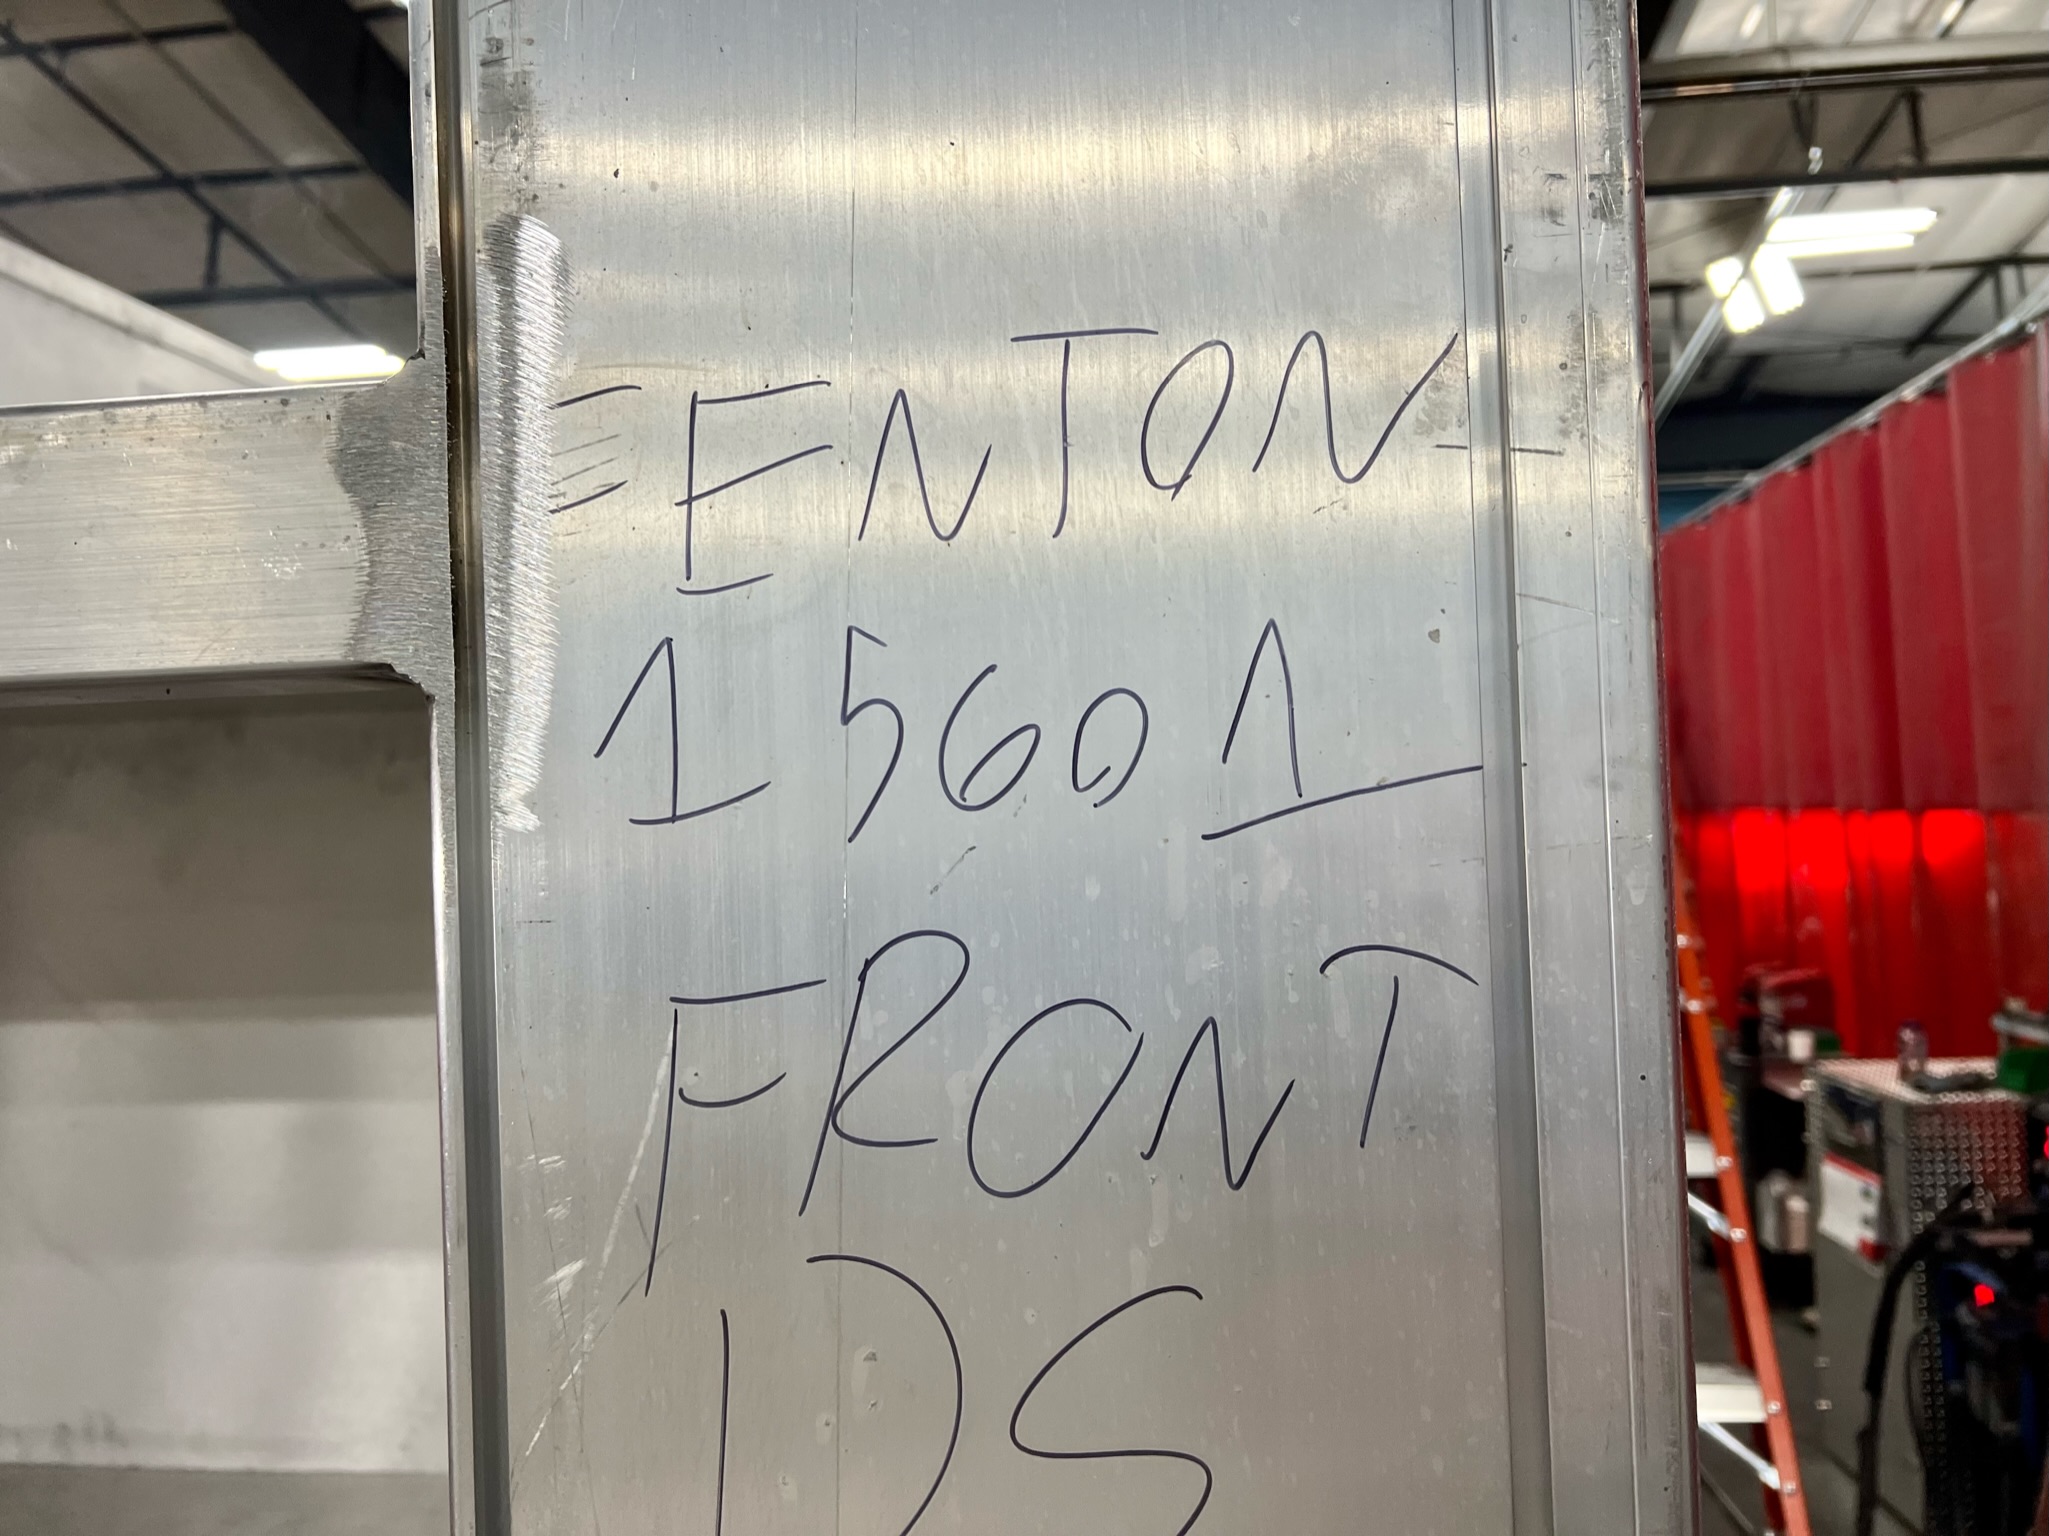 ENTON-
15601
FRONT
DS